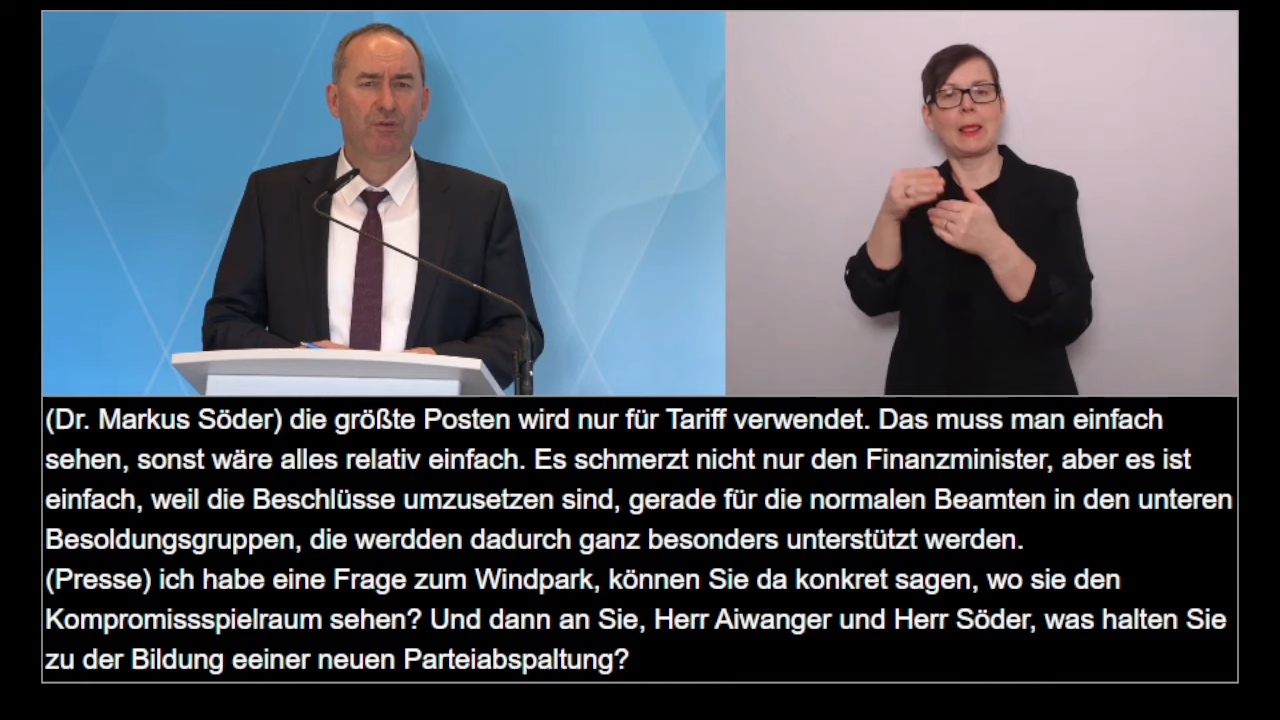 (Dr. Markus Söder) die größte Posten wird nur für Tariff verwendet. Das muss man einfach
sehen, sonst wäre alles relativ einfach. Es schmerzt nicht nur den Finanzminister, aber es ist
einfach, weil die Beschlüsse umzusetzen sind, gerade für die normalen Beamten in den unteren
Besoldungsgruppen, die werdden dadurch ganz besonders unterstützt werden.
(Presse) ich habe eine Frage zum Windpark, können Sie da konkret sagen, wo sie den
Kompromissspielraum sehen? Und dann an Sie, Herr Aiwanger und Herr Söder, was halten Sie
zu der Bildung eeiner neuen Parteiabspaltung?